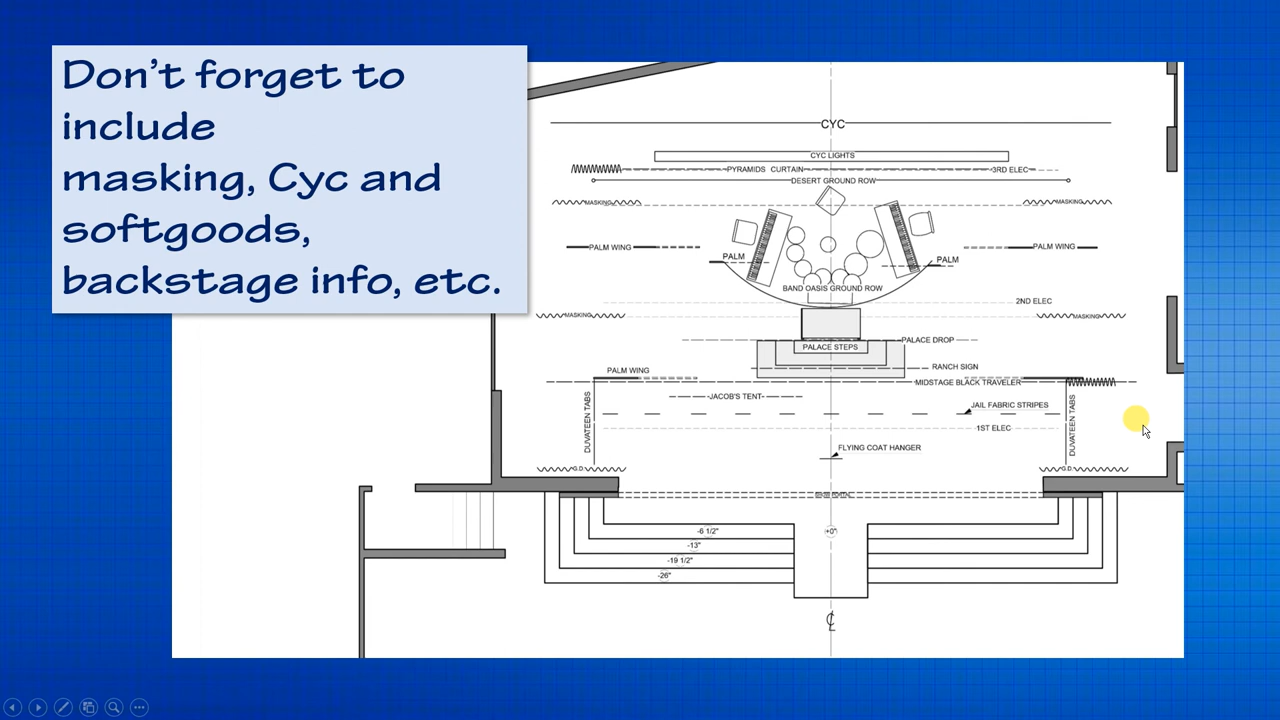 Don't forget to
include
masking, Cyc and
softgoods,
backstage info, etc.
CYC
CYC LIGHTS
PYRAMIDS CURTAIN
3RD ELEC
DESERT GROUND ROW
MASKING
MASKING
PALM WING
PALM WING
PALM
PALM
BAND OASIS GROUND ROW
2ND ELEC
MASKING
MASKING
PALACE DROP
PALACE STEPS
RANCH SIGN
PALM WING
MIDSTAGE BLACK TRAVELER
JACOB'S TENT
JAIL FABRIC STRIPES
DUVATEEN TABS
DUVATEEN TABS
1ST ELEC
FLYING COAT HANGER
G.D.
G.D.
-6 1/2"
+0"
-13"
-19 1/2"
-26"